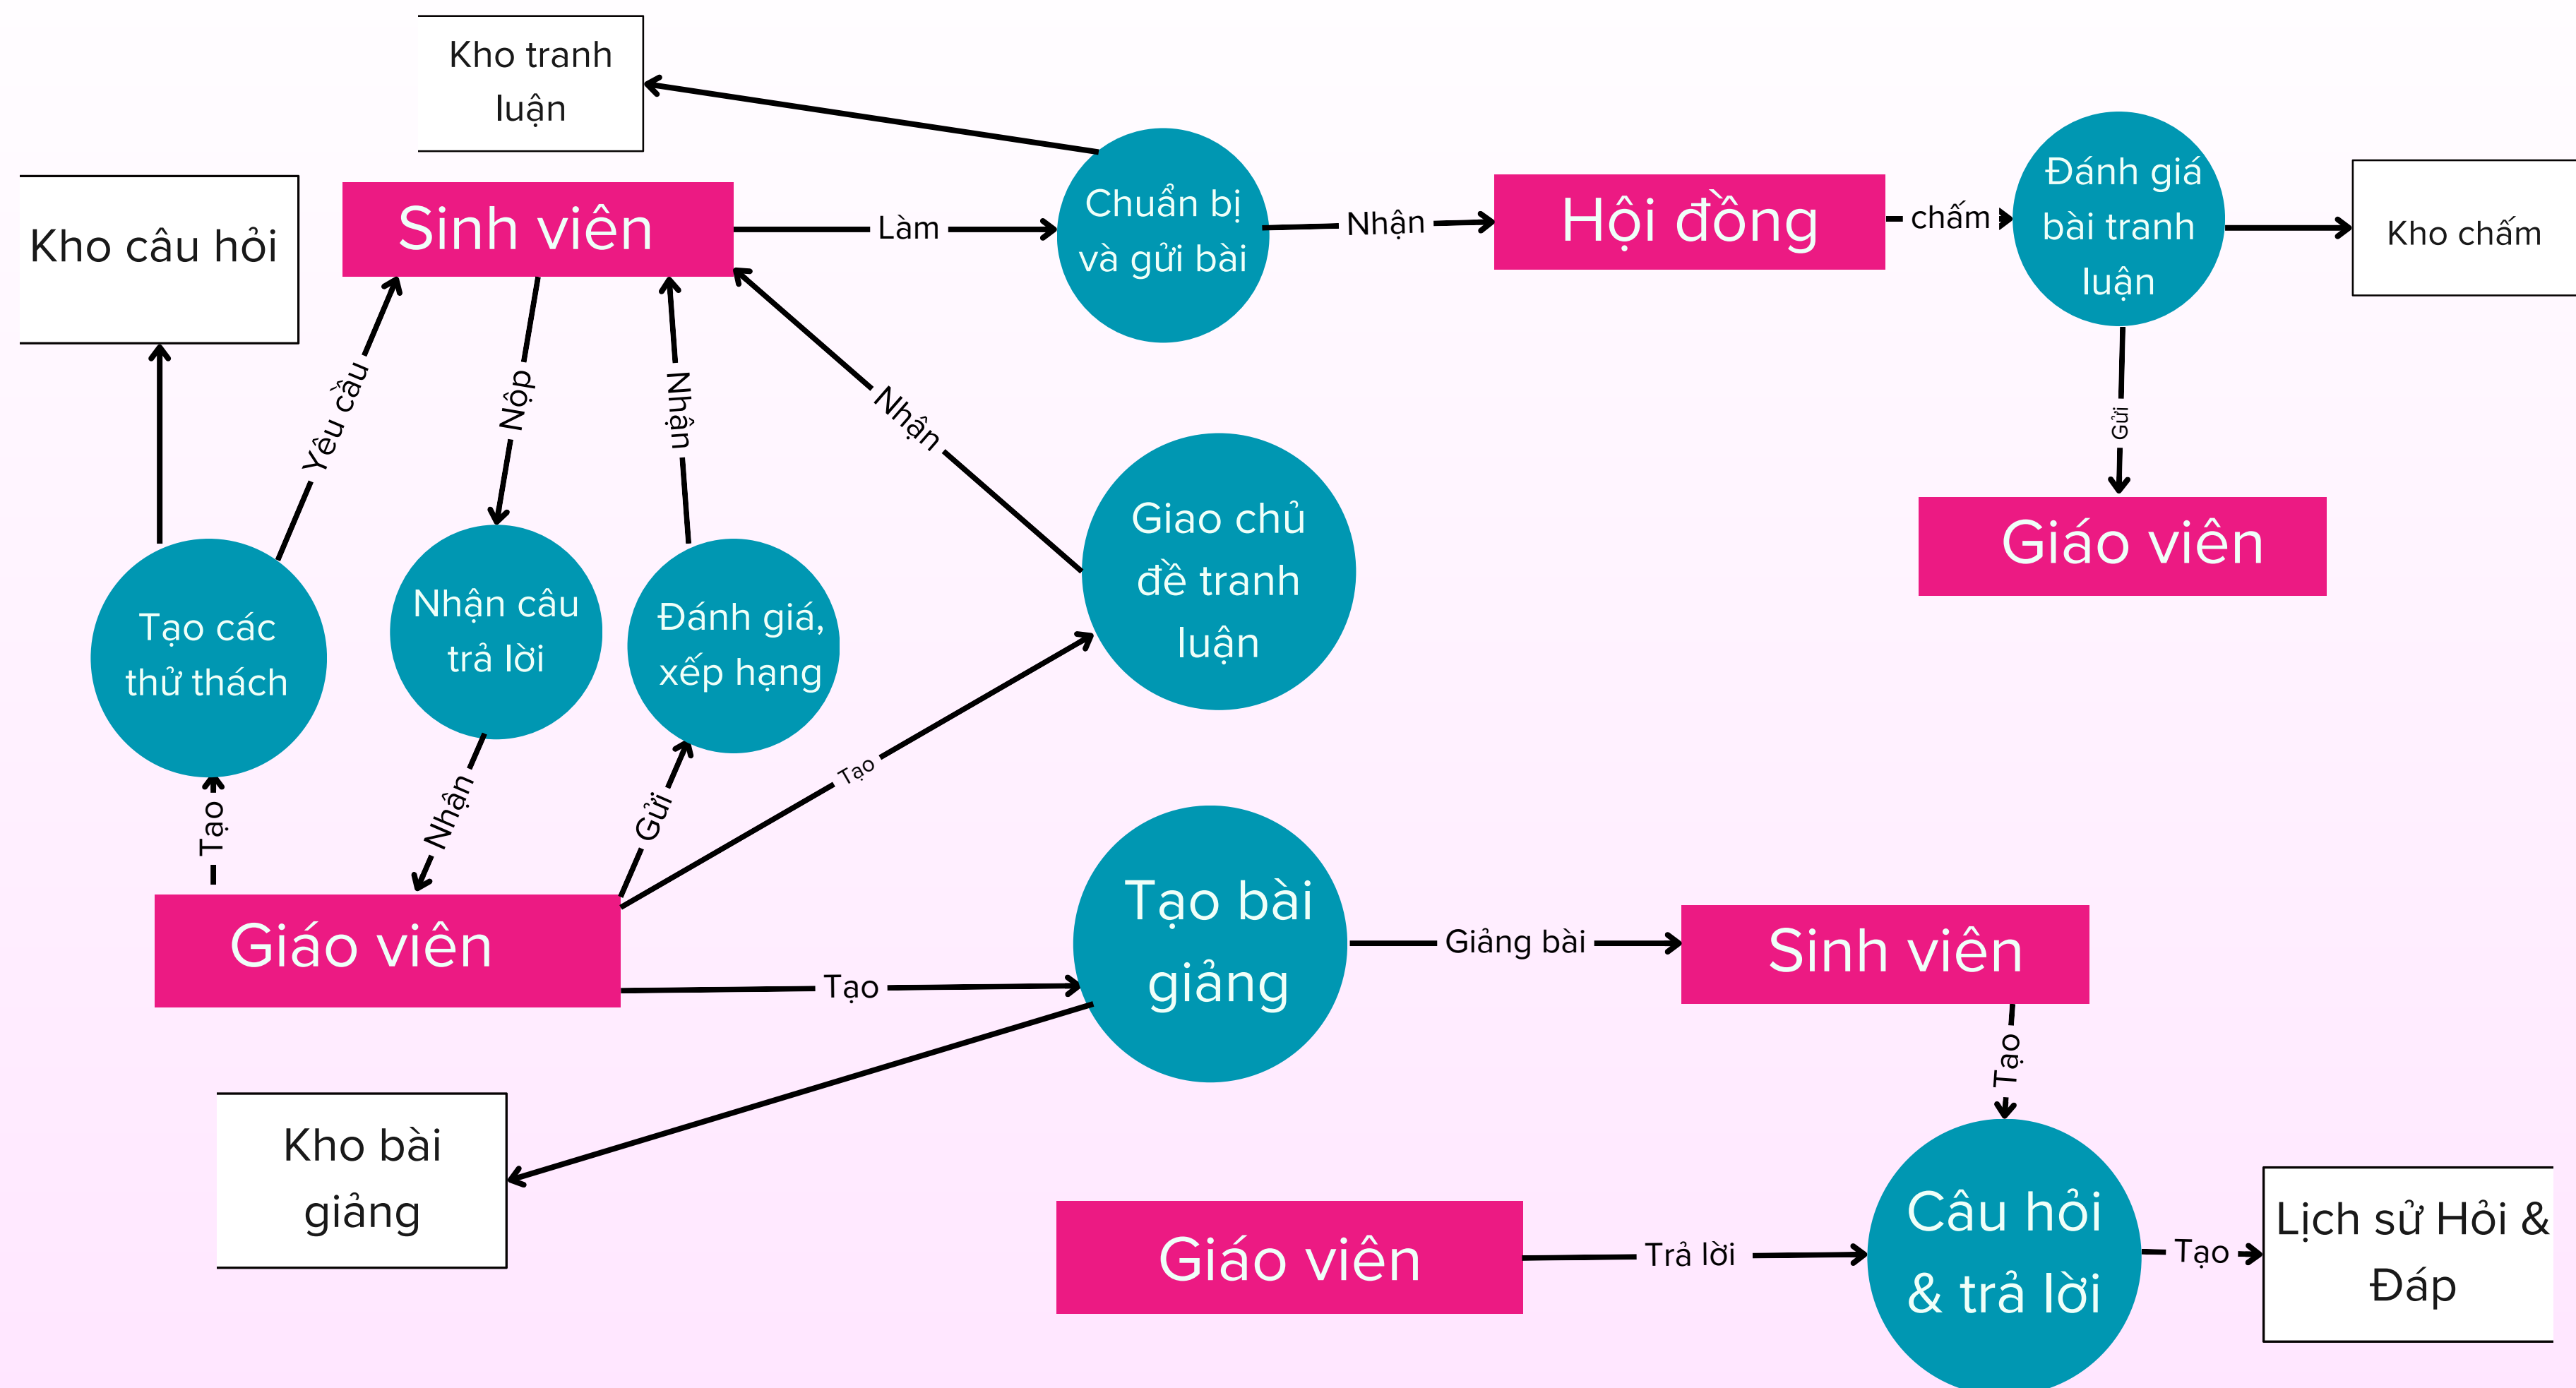 Kho tranh
luận
Kho câu hỏi
Sinh viên
Làm
Chuẩn bị
và gửi bài
Nhận
Hội đồng
chấm
Đánh giá
bài tranh
luận
Kho chấm
Yêu cầu
Nộp
Nhận
Nhận
Gửi
Giao chủ
đề tranh
luận
Giáo viên
Tạo các
thử thách
Nhận câu
trả lời
Đánh giá,
xếp hạng
Tạo
Nhận
Gửi
Tạo
Giáo viên
Tạo
Tạo bài
giảng
Giảng bài
Sinh viên
Tạo
Kho bài
giảng
Giáo viên
Trả lời
Câu hỏi
& trả lời
Tạo
Lịch sử Hỏi &
Đáp